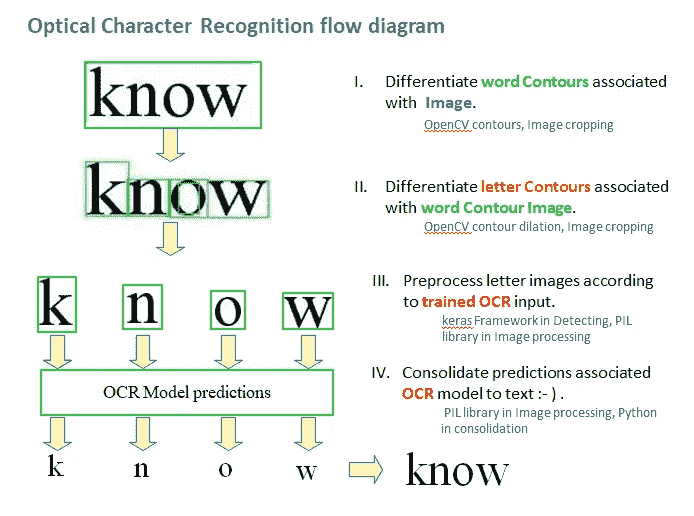 Optical Character Recognition flow diagram
know
I. Differentiate word Contours associated
with Image.
OpenCV contours, Image cropping
know
II. Differentiate letter Contours associated
with word Contour Image.
OpenCV contour dilation, Image cropping
k n o w
III. Preprocess letter images according
to trained OCR input.
keras Framework in Detecting, PIL
library in Image processing
OCR Model predictions
IV. Consolidate predictions associated
OCR model to text :- ) .
PIL library in Image processing, Python
in consolidation
k n o w know